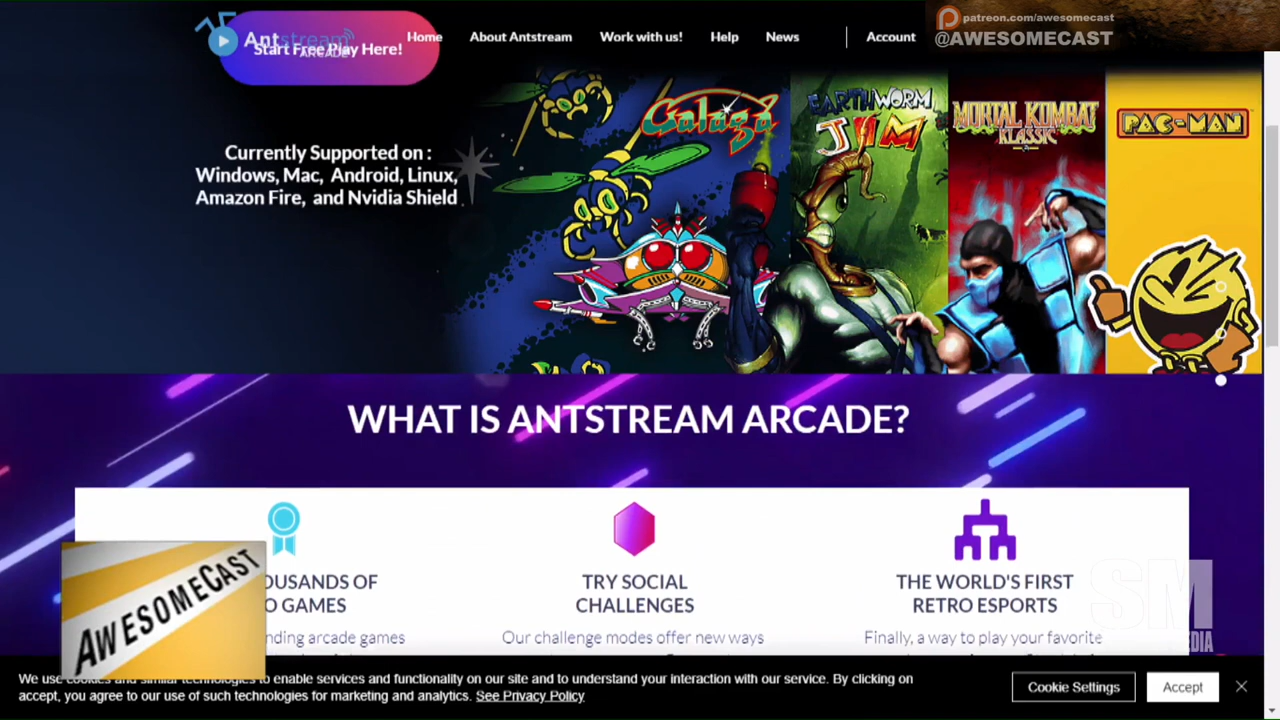 patreon.com/awesomecast
@AWESOMECAST
Antstream
ARCADE
Start Free Play Here!
Home
About Antstream
Work with us!
Help
News
Account
Currently Supported on :
Windows, Mac, Android, Linux,
Amazon Fire, and Nvidia Shield
Galaga
EARTHWORM
JIM
MORTAL KOMBAT
KLASSIC
PAC-MAN
WHAT IS ANTSTREAM ARCADE?
OUSANDS OF
O GAMES
nding arcade games
TRY SOCIAL
CHALLENGES
Our challenge modes offer new ways
THE WORLD'S FIRST
RETRO ESPORTS
Finally, a way to play your favorite
AWESOMECAST
SM
MEDIA
We use cookies and similar technologies to enable services and functionality on our site and to understand your interaction with our service. By clicking on
accept, you agree to our use of such technologies for marketing and analytics. See Privacy Policy
Cookie Settings
Accept